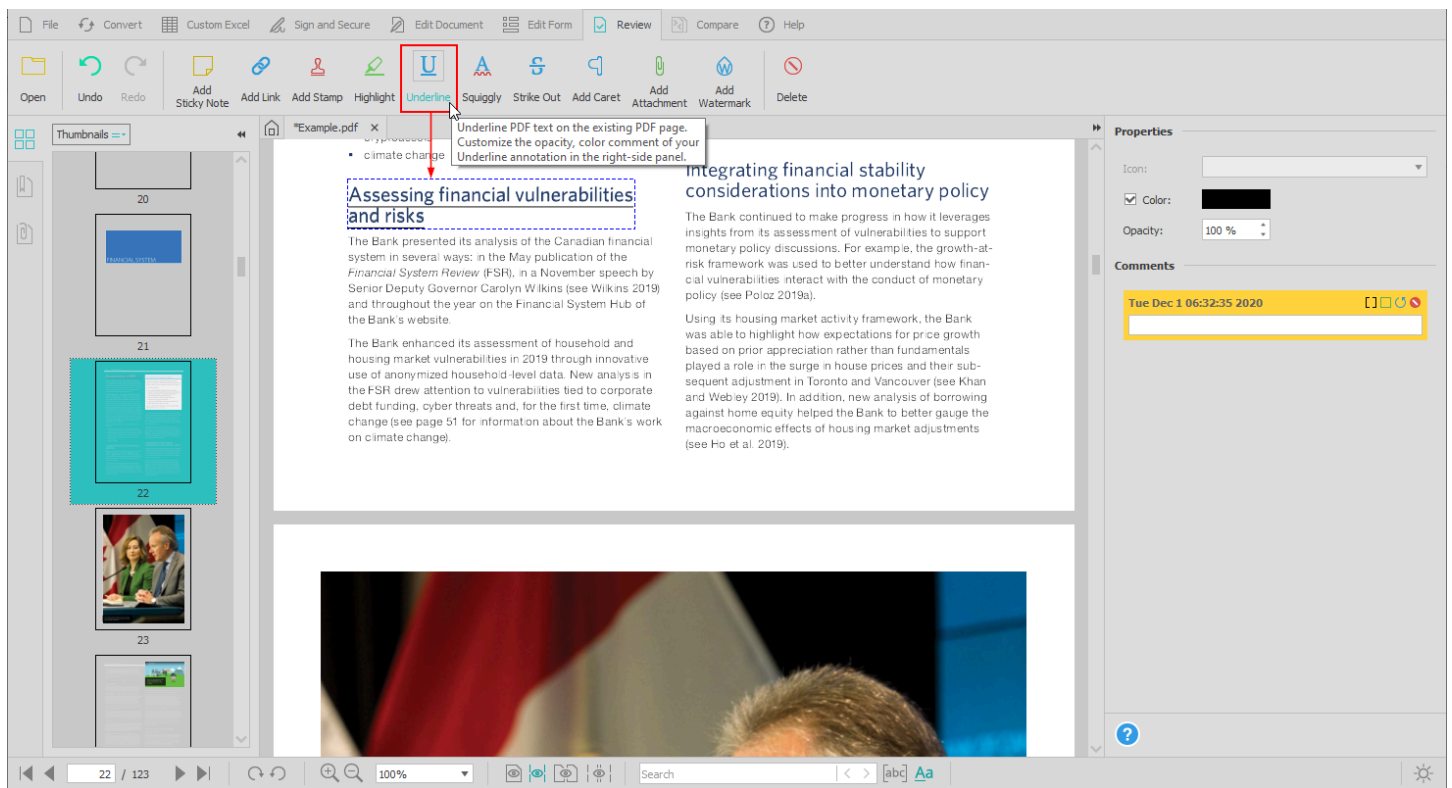 File Convert Custom Excel Sign and Secure Edit Document Edit Form Review Compare Help
Open Undo Redo Add Sticky Note Add Link Add Stamp Highlight Underline Squiggly Strike Out Add Caret Add Attachment Add Watermark Delete
Thumbnails
*Example.pdf
Underline PDF text on the existing PDF page.
Customize the opacity, color comment of your
Underline annotation in the right-side panel.
20
FINANCIAL SYSTEM
21
22
23
• climate change
Assessing financial vulnerabilities
and risks
The Bank presented its analysis of the Canadian financial
system in several ways: in the May publication of the
Financial System Review (FSR), in a November speech by
Senior Deputy Governor Carolyn Wilkins (see Wilkins 2019)
and throughout the year on the Financial System Hub of
the Bank's website.
The Bank enhanced its assessment of household and
housing market vulnerabilities in 2019 through innovative
use of anonymized household-level data. New analysis in
the FSR drew attention to vulnerabilities tied to corporate
debt funding, cyber threats and, for the first time, climate
change (see page 51 for information about the Bank's work
on climate change).
Integrating financial stability
considerations into monetary policy
The Bank continued to make progress in how it leverages
insights from its assessment of vulnerabilities to support
monetary policy discussions. For example, the growth-at-
risk framework was used to better understand how finan-
cial vulnerabilities interact with the conduct of monetary
policy (see Poloz 2019a).
Using its housing market activity framework, the Bank
was able to highlight how expectations for price growth
based on prior appreciation rather than fundamentals
played a role in the surge in house prices and their sub-
sequent adjustment in Toronto and Vancouver (see Khan
and Webley 2019). In addition, new analysis of borrowing
against home equity helped the Bank to better gauge the
macroeconomic effects of housing market adjustments
(see Ho et al. 2019).
Properties
Icon:
Color:
Opacity: 100 %
Comments
Tue Dec 1 06:32:35 2020
22 / 123 100% Search [abc] Aa